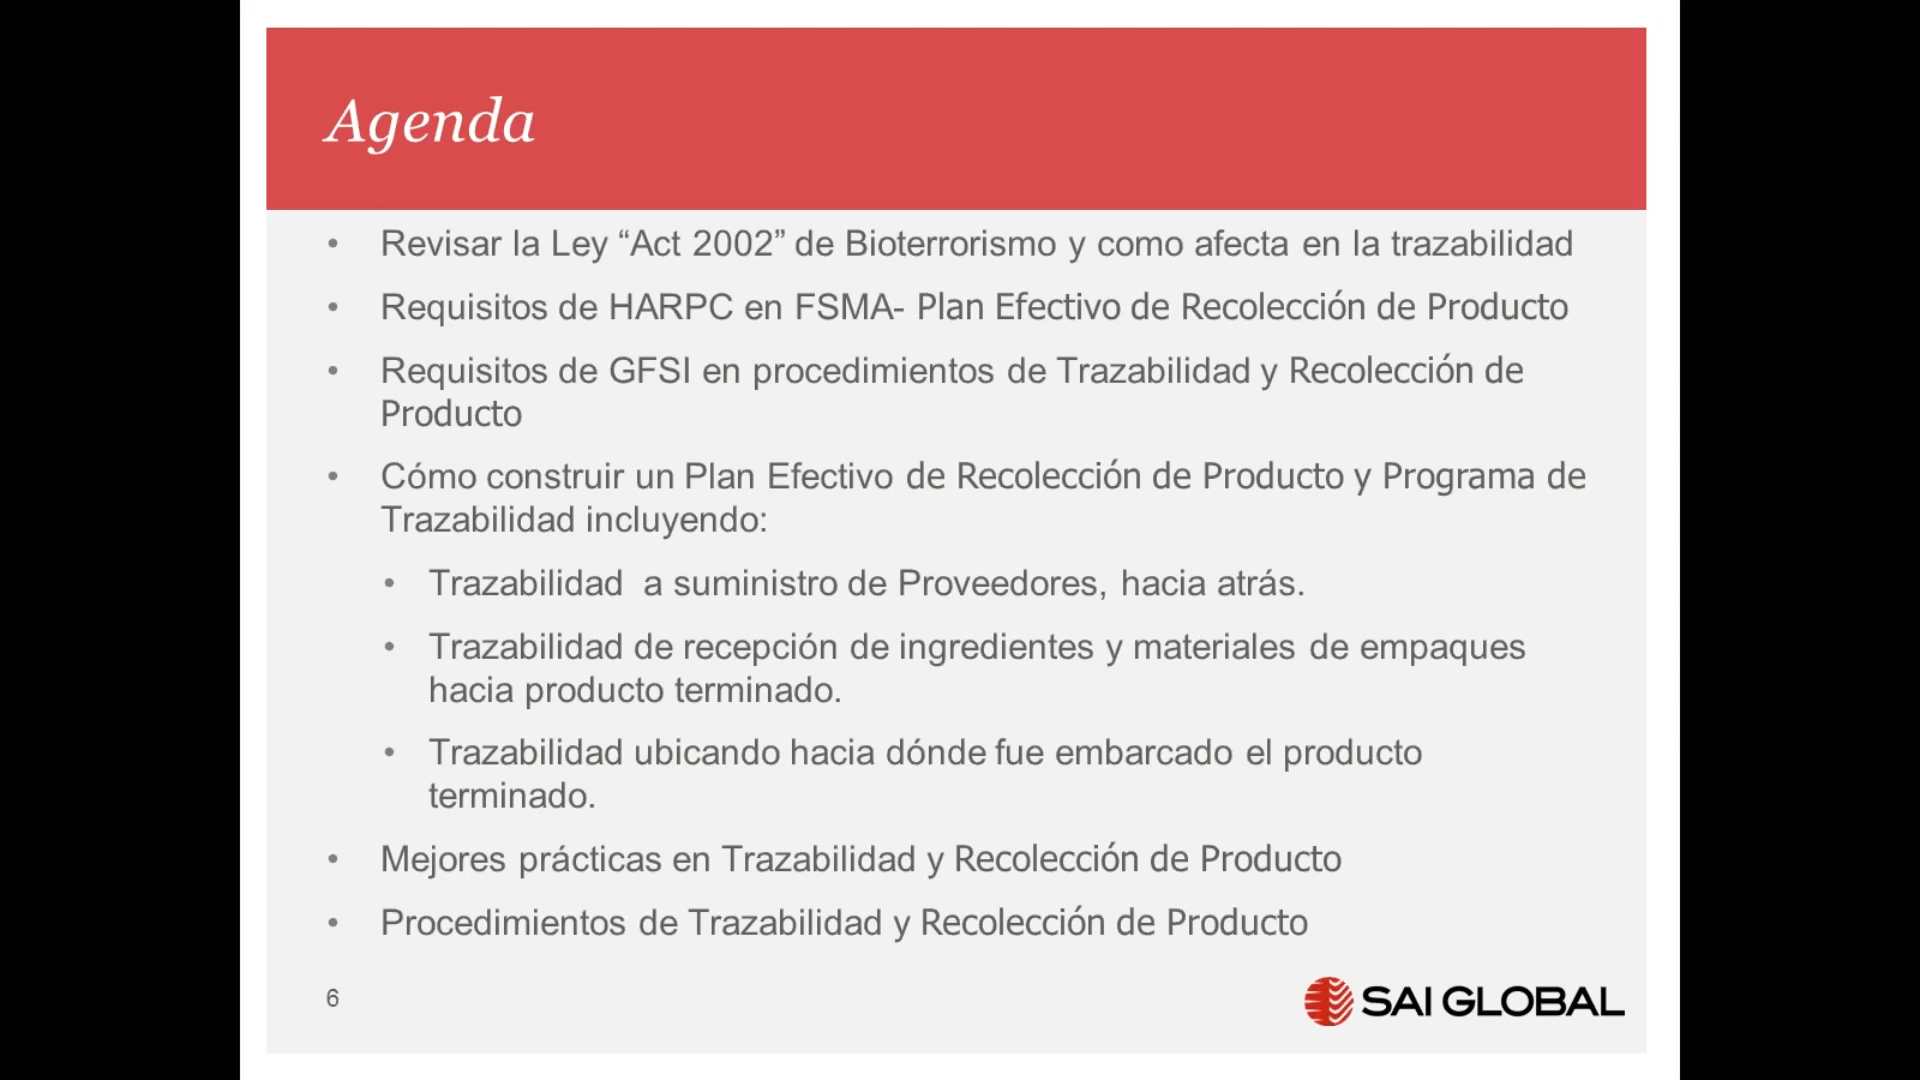 Agenda
• Revisar la Ley “Act 2002” de Bioterrorismo y como afecta en la trazabilidad
• Requisitos de HARPC en FSMA- Plan Efectivo de Recolección de Producto
• Requisitos de GFSI en procedimientos de Trazabilidad y Recolección de
Producto
• Cómo construir un Plan Efectivo de Recolección de Producto y Programa de
Trazabilidad incluyendo:
• Trazabilidad  a suministro de Proveedores, hacia atrás.
• Trazabilidad de recepción de ingredientes y materiales de empaques
hacia producto terminado.
• Trazabilidad ubicando hacia dónde fue embarcado el producto
terminado.
• Mejores prácticas en Trazabilidad y Recolección de Producto
• Procedimientos de Trazabilidad y Recolección de Producto
6
SAI GLOBAL